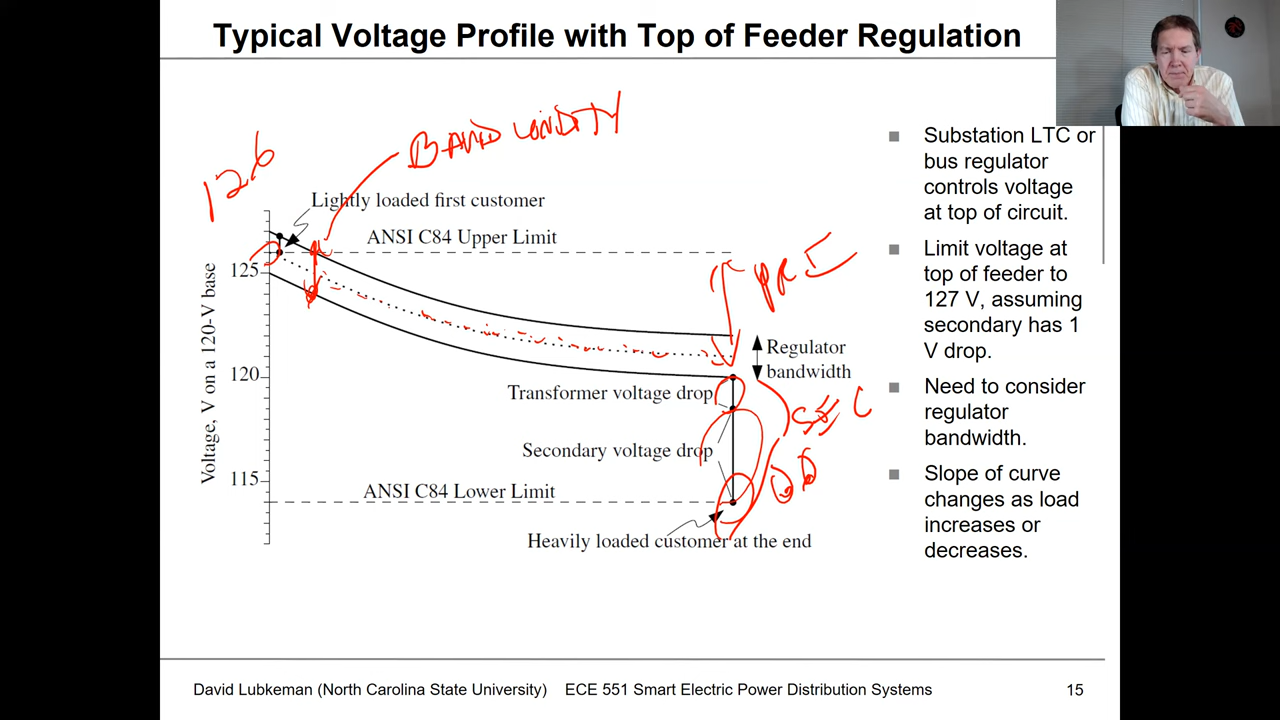 Typical Voltage Profile with Top of Feeder Regulation
126
BANDWIDTH
Lightly loaded first customer
ANSI C84 Upper Limit
125
120
115
Voltage, V on a 120-V base
PRI
Regulator
bandwidth
Transformer voltage drop
SEC
Secondary voltage drop
ANSI C84 Lower Limit
Heavily loaded customer at the end
■ Substation LTC or
bus regulator
controls voltage
at top of circuit.
■ Limit voltage at
top of feeder to
127 V, assuming
secondary has 1
V drop.
■ Need to consider
regulator
bandwidth.
■ Slope of curve
changes as load
increases or
decreases.
David Lubkeman (North Carolina State University) ECE 551 Smart Electric Power Distribution Systems 15